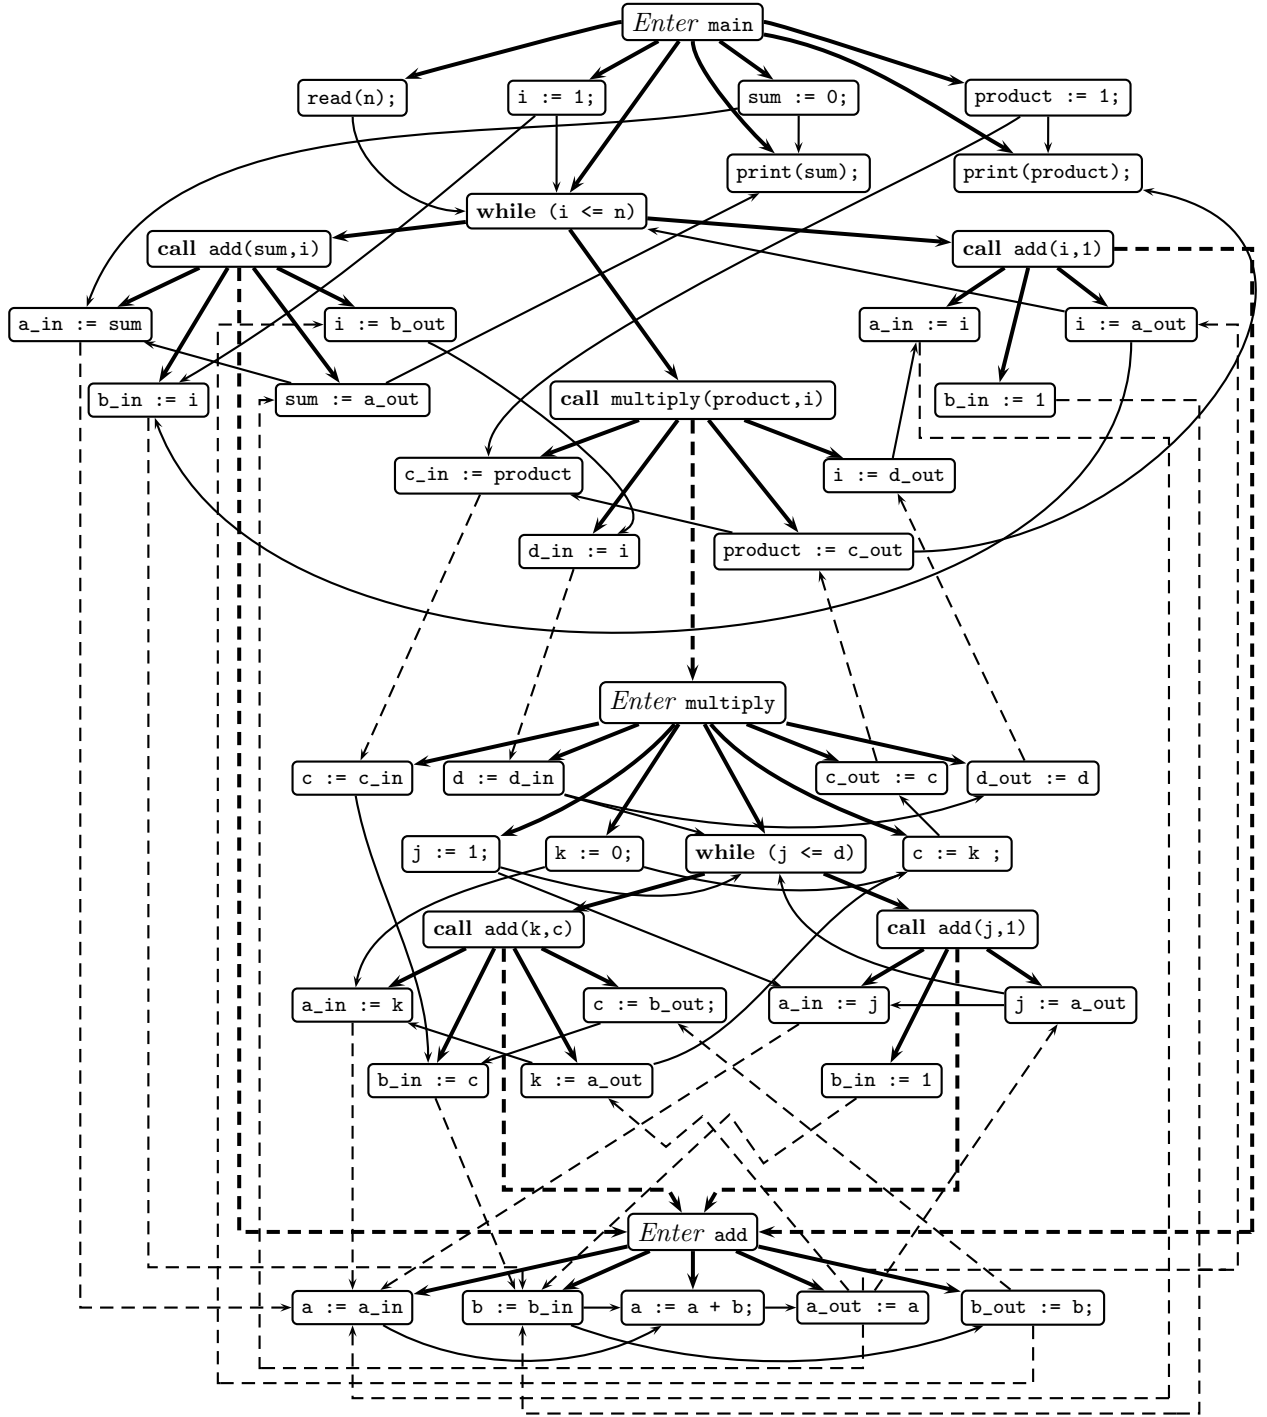 Enter main
read(n);
i := 1;
sum := 0;
product := 1;
print(sum);
print(product);
while (i <= n)
call add(sum,i)
call add(i,1)
a_in := sum
i := b_out
a_in := i
i := a_out
b_in := i
sum := a_out
call multiply(product,i)
b_in := 1
c_in := product
i := d_out
d_in := i
product := c_out
Enter multiply
c := c_in
d := d_in
c_out := c
d_out := d
j := 1;
k := 0;
while (j <= d)
c := k ;
call add(k,c)
call add(j,1)
a_in := k
c := b_out;
a_in := j
j := a_out
b_in := c
k := a_out
b_in := 1
Enter add
a := a_in
b := b_in
a := a + b;
a_out := a
b_out := b;